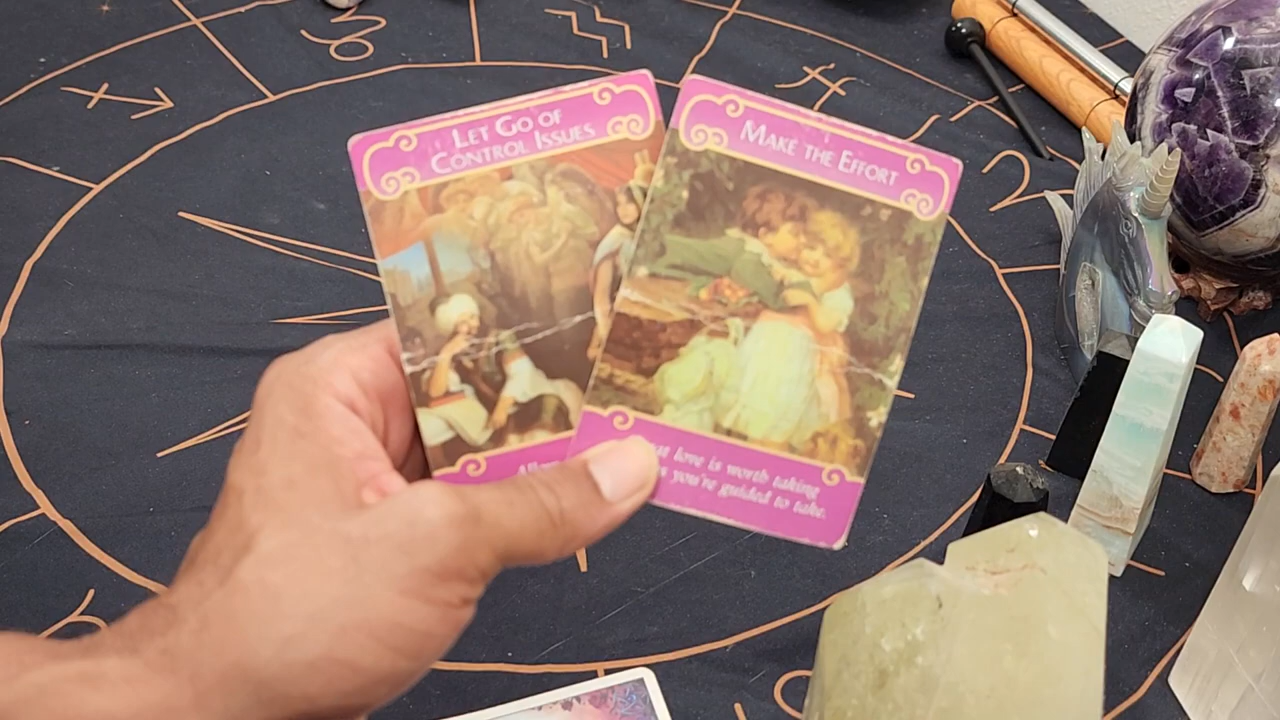 LET GO OF
CONTROL ISSUES
MAKE THE EFFORT
love is worth taking
you're guided to take.